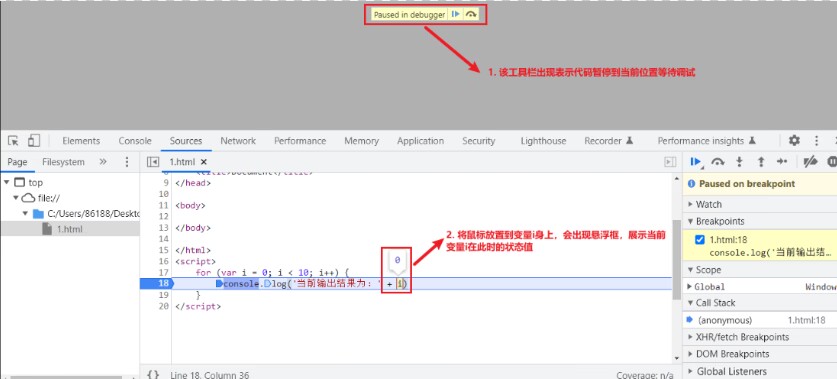 Paused in debugger
1. 该工具栏出现表示代码暂停到当前位置等待调试
Elements Console Sources Network Performance Memory Application Security Lighthouse Recorder Performance insights
Page Filesystem » 1.html ×
top
file://
C:/Users/86188/Deskto
1.html
8 <title>Document</title>
9 </head>
10
11 <body>
12
13 </body>
14
15 </html>
16 <script>
17 for (var i = 0; i < 10; i++) {
18 console.log('当前输出结果为：' + i)
19 }
20 </script>
0
2. 将鼠标放置到变量i身上，会出现悬浮框，展示当前
变量i在此时的状态值
Paused on breakpoint
Watch
Breakpoints
1.html:18
console.log('当前输出结…
Scope
Global Window
Call Stack
(anonymous) 1.html:18
XHR/fetch Breakpoints
DOM Breakpoints
Global Listeners
{} Line 18, Column 36 Coverage: n/a